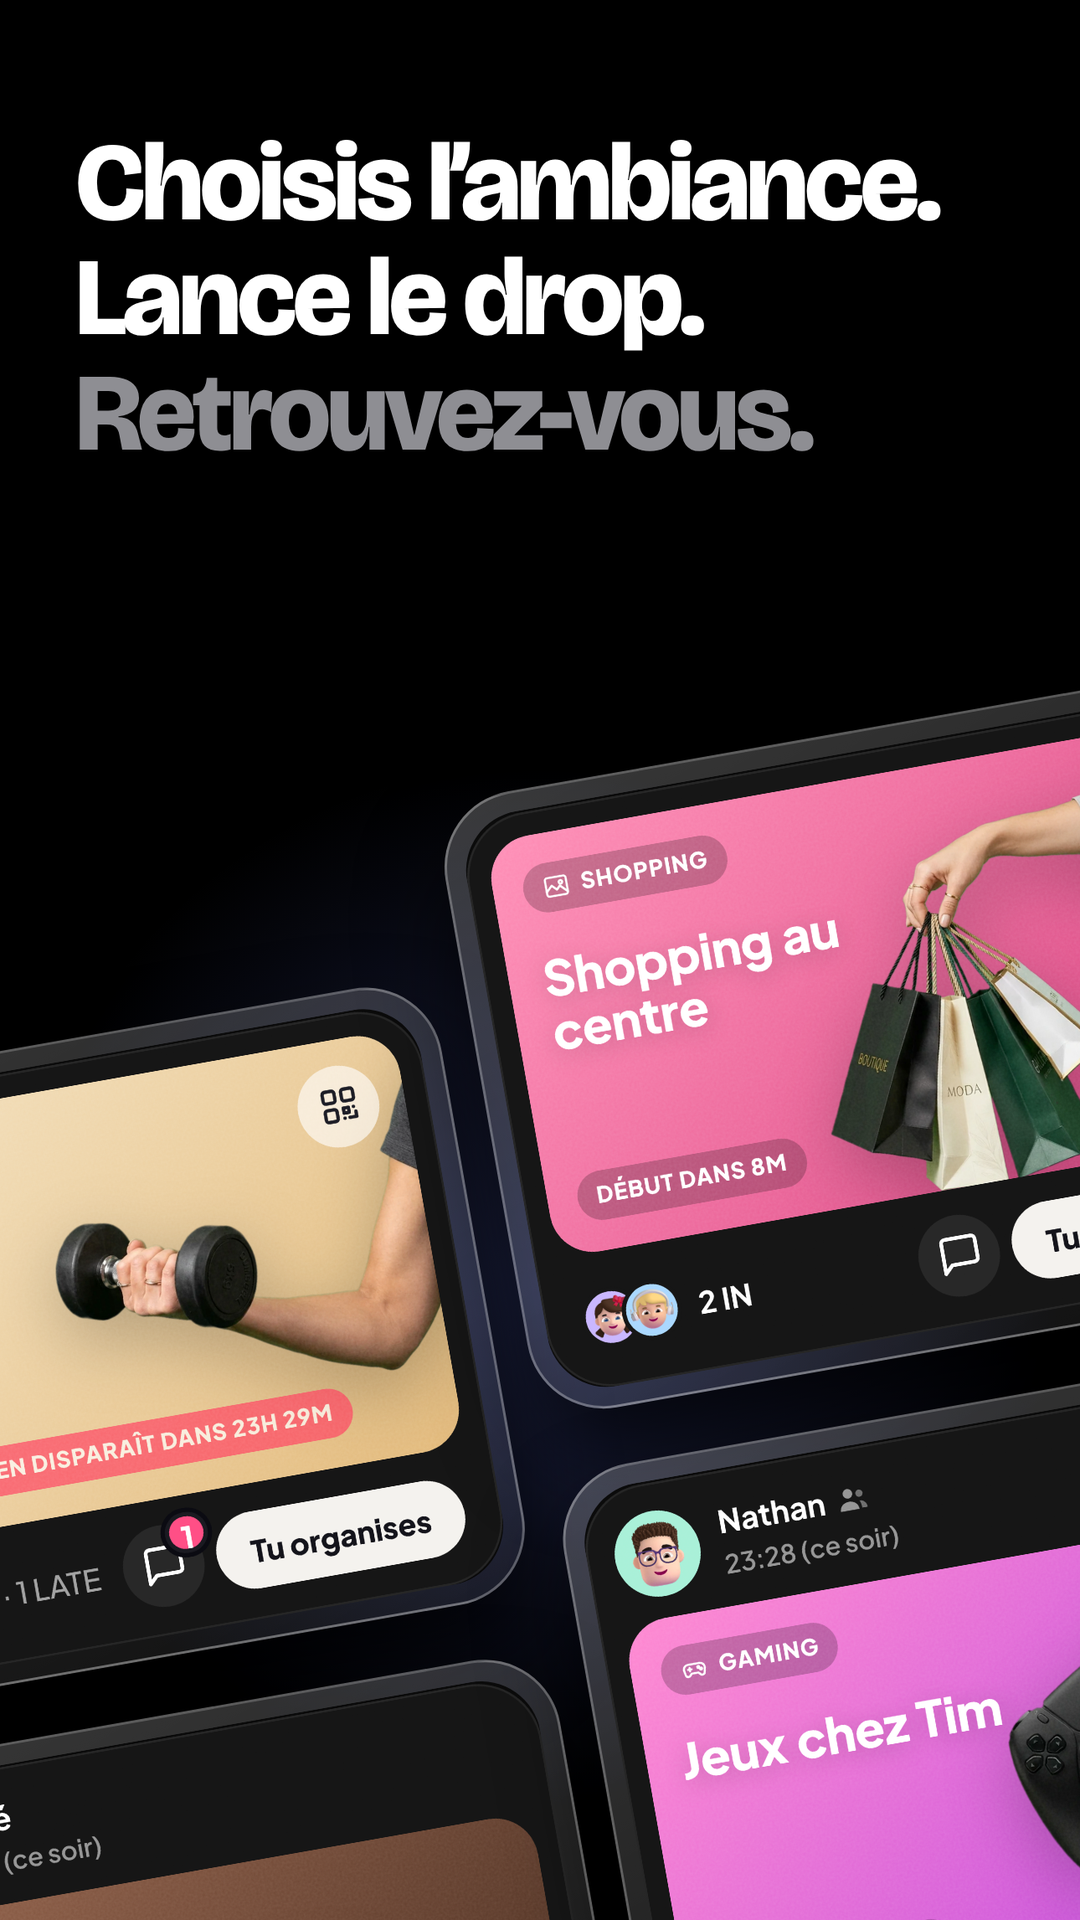 Choisis l'ambiance.
Lance le drop.
Retrouvez-vous.
SHOPPING
Shopping au
centre
BOUTIQUE
MODA
DÉBUT DANS 8M
2 IN
Tu
EN DISPARAÎT DANS 23H 29M
· 1 LATE
1
Tu organises
Nathan
23:28 (ce soir)
GAMING
Jeux chez Tim
é
(ce soir)